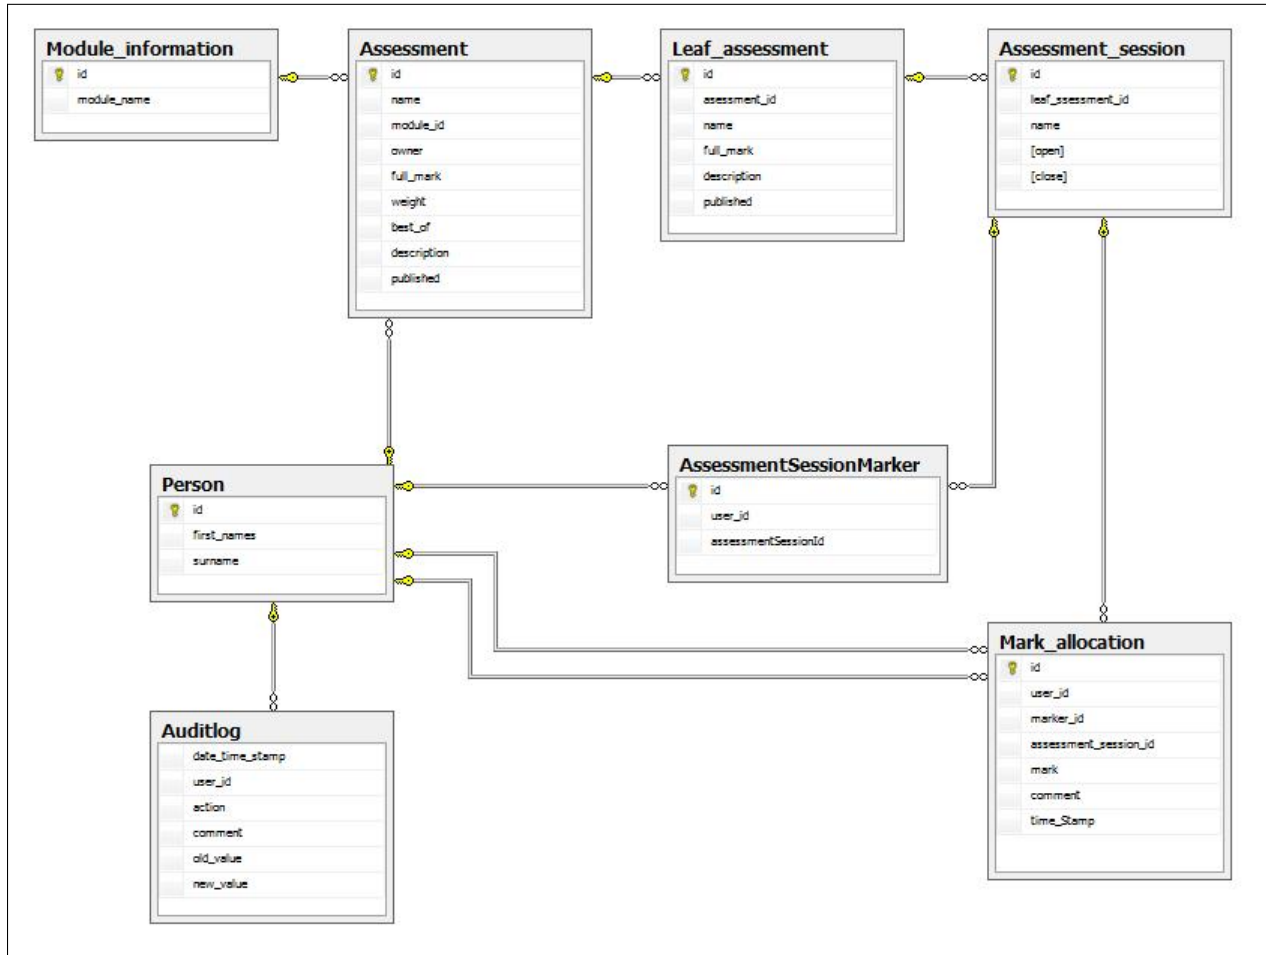 Module_information
id
module_name
Assessment
id
name
module_id
owner
full_mark
weight
best_of
description
published
Leaf_assessment
id
asessment_id
name
full_mark
description
published
Assessment_session
id
leaf_ssessment_id
name
[open]
[close]
Person
id
first_names
surname
AssessmentSessionMarker
id
user_id
assessmentSessionId
Auditlog
date_time_stamp
user_id
action
comment
old_value
new_value
Mark_allocation
id
user_id
marker_id
assessment_session_id
mark
comment
time_Stamp